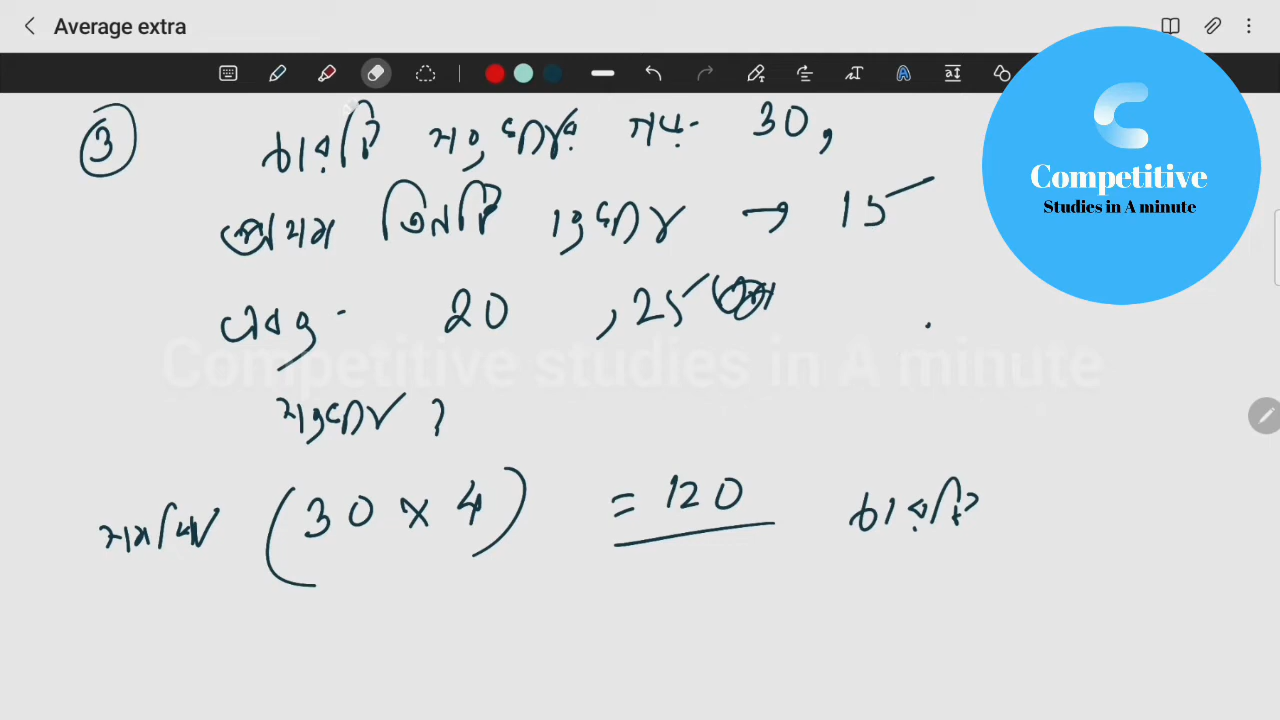 Average extra
Competitive
Studies in A minute
3 চারটি সংখ্যার গড় 30,
প্রথম তিনটি সংখ্যা → 15
এবং 20 , 25
সংখ্যা ?
Competitive studies in A minute
সমষ্টি (30 × 4) = 120 চারটি